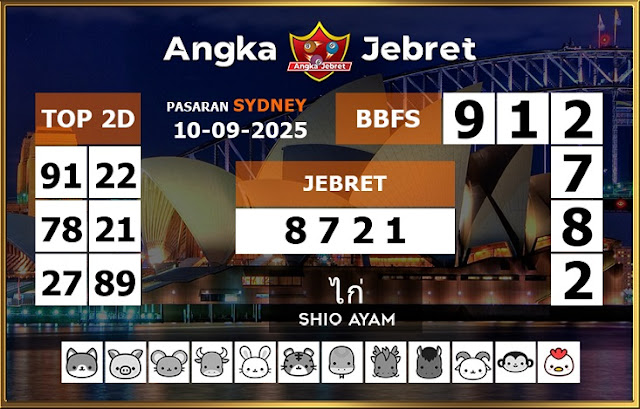 Angka Jebret
Angka Jebret
PASARAN SYDNEY
10-09-2025
TOP 2D
91 22
78 21
27 89
BBFS
9 1 2
7
8
2
JEBRET
8 7 2 1
ไก่
SHIO AYAM